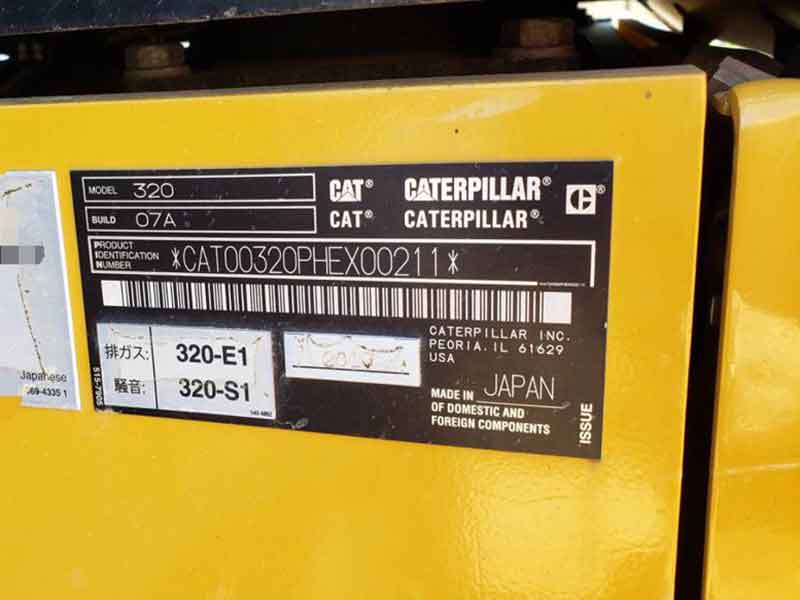 MODEL 320
CAT® CATERPILLAR®
BUILD 07A
CAT® CATERPILLAR®
C®
PRODUCT
IDENTIFICATION
NUMBER
*CAT00320PHEX00211*
排ガス: 320-E1
騒音: 320-S1
CATERPILLAR INC.
PEORIA, IL 61629
USA
MADE IN JAPAN
OF DOMESTIC AND
FOREIGN COMPONENTS
ISSUE
Japanese